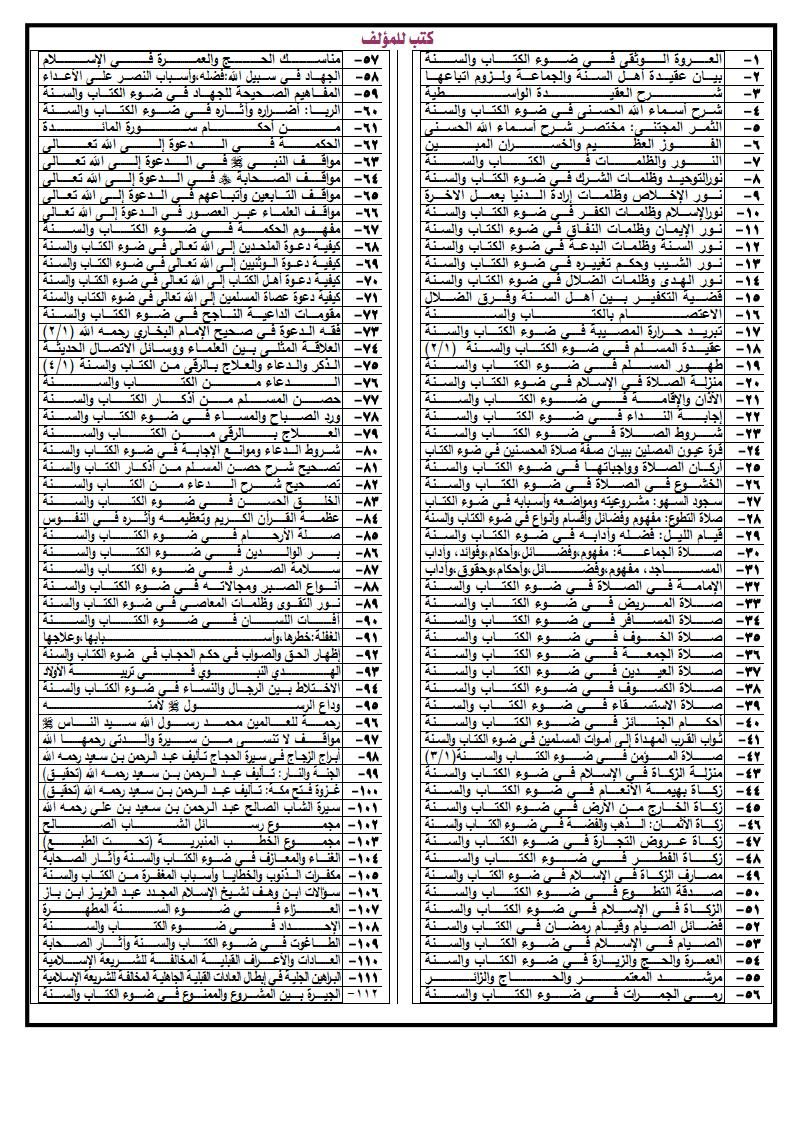 كتب للمؤلف
١- العروة الوثقى في ضوء الكتاب والسنة
٢- بيان عقيدة أهل السنة والجماعة ولزوم اتباعها
٣- شرح العقيدة الواسطية
٤- شرح أسماء الله الحسنى في ضوء الكتاب والسنة
٥- الثمر المجتنى: مختصر شرح أسماء الله الحسنى
٦- الفوز العظيم والخسران المبين
٧- النور والظلمات في الكتاب والسنة
٨- نور التوحيد وظلمات الشرك في ضوء الكتاب والسنة
٩- نور الإخلاص وظلمات إرادة الدنيا بعمل الآخرة
١٠- نور الإسلام وظلمات الكفر في ضوء الكتاب والسنة
١١- نور الإيمان وظلمات النفاق في ضوء الكتاب والسنة
١٢- نور السنة وظلمات البدعة في ضوء الكتاب والسنة
١٣- نور الشيب وحكم تغييره في ضوء الكتاب والسنة
١٤- نور الهدى وظلمات الضلال في ضوء الكتاب والسنة
١٥- قضية التكفير بين أهل السنة وفرق الضلال
١٦- الاعتصام بالكتاب والسنة
١٧- تبريد حرارة المصيبة في ضوء الكتاب والسنة
١٨- عقيدة المسلم في ضوء الكتاب والسنة (٢/١)
١٩- طهور المسلم في ضوء الكتاب والسنة
٢٠- منزلة الصلاة في الإسلام في ضوء الكتاب والسنة
٢١- الأذان والإقامة في ضوء الكتاب والسنة
٢٢- إجابة النداء في ضوء الكتاب والسنة
٢٣- شروط الصلاة في ضوء الكتاب والسنة
٢٤- قرة عيون المصلين ببيان صفة صلاة المحسنين في ضوء الكتاب
٢٥- أركان الصلاة وواجباتها في ضوء الكتاب والسنة
٢٦- الخشوع في الصلاة في ضوء الكتاب والسنة
٢٧- سجود السهو: مشروعيته ومواضعه وأسبابه في ضوء الكتاب
٢٨- صلاة التطوع: مفهوم وفضائل وأقسام وأنواع في ضوء الكتاب والسنة
٢٩- قيام الليل: فضله وآدابه في ضوء الكتاب والسنة
٣٠- صلاة الجماعة: مفهوم،وفضائل،وأحكام،وفوائد، وآداب
٣١- المساجد، مفهوم،وفضائل،وأحكام،وحقوق،وآداب
٣٢- الإمامة في الصلاة في ضوء الكتاب والسنة
٣٣- صلاة المريض في ضوء الكتاب والسنة
٣٤- صلاة المسافر في ضوء الكتاب والسنة
٣٥- صلاة الخوف في ضوء الكتاب والسنة
٣٦- صلاة الجمعة في ضوء الكتاب والسنة
٣٧- صلاة العيدين في ضوء الكتاب والسنة
٣٨- صلاة الكسوف في ضوء الكتاب والسنة
٣٩- صلاة الاستسقاء في ضوء الكتاب والسنة
٤٠- أحكام الجنائز في ضوء الكتاب والسنة
٤١- ثواب القرب المهداة إلى أموات المسلمين في ضوء الكتاب والسنة
٤٢- صلاة المؤمن في ضوء الكتاب والسنة(٣/١)
٤٣- منزلة الزكاة في الإسلام في ضوء الكتاب والسنة
٤٤- زكاة بهيمة الأنعام في ضوء الكتاب والسنة
٤٥- زكاة الخارج من الأرض في ضوء الكتاب والسنة
٤٦- زكاة الأثمان: الذهب والفضة في ضوء الكتاب والسنة
٤٧- زكاة عروض التجارة في ضوء الكتاب والسنة
٤٨- زكاة الفطر في ضوء الكتاب والسنة
٤٩- مصارف الزكاة في الإسلام في ضوء الكتاب والسنة
٥٠- صدقة التطوع في ضوء الكتاب والسنة
٥١- الزكاة في الإسلام في ضوء الكتاب والسنة
٥٢- فضائل الصيام وقيام رمضان في ضوء الكتاب والسنة
٥٣- الصيام في الإسلام في ضوء الكتاب والسنة
٥٤- العمرة والحج والزيارة في ضوء الكتاب والسنة
٥٥- مرشد المعتمر والحاج والزائر
٥٦- رمي الجمرات في ضوء الكتاب والسنة
٥٧- مناسك الحج والعمرة في الإسلام
٥٨- الجهاد في سبيل الله:فضله،وأسباب النصر على الأعداء
٥٩- المفاهيم الصحيحة للجهاد في ضوء الكتاب والسنة
٦٠- الربا: أضراره وآثاره في ضوء الكتاب والسنة
٦١- من أحكام سورة المائدة
٦٢- الحكمة في الدعوة إلى الله تعالى
٦٣- مواقف النبي ﷺ في الدعوة إلى الله تعالى
٦٤- مواقف الصحابة ﷺ في الدعوة إلى الله تعالى
٦٥- مواقف التابعين وأتباعهم في الدعوة إلى الله تعالى
٦٦- مواقف العلماء عبر العصور في الدعوة إلى الله تعالى
٦٧- مفهوم الحكمة في ضوء الكتاب والسنة
٦٨- كيفية دعوة الملحدين إلى الله تعالى في ضوء الكتاب والسنة
٦٩- كيفية دعوة الوثنيين إلى الله تعالى في ضوء الكتاب والسنة
٧٠- كيفية دعوة أهل الكتاب إلى الله تعالى في ضوء الكتاب والسنة
٧١- كيفية دعوة عصاة المسلمين إلى الله تعالى في ضوء الكتاب والسنة
٧٢- مقومات الداعية الناجح في ضوء الكتاب والسنة
٧٣- فقه الدعوة في صحيح الإمام البخاري رحمه الله (٢/١)
٧٤- العلاقة المثلى بين العلماء ووسائل الاتصال الحديثة
٧٥- الذكر والدعاء والعلاج بالرقى من الكتاب والسنة (٤/١)
٧٦- الدعاء من الكتاب والسنة
٧٧- حصن المسلم من أذكار الكتاب والسنة
٧٨- ورد الصباح والمساء في ضوء الكتاب والسنة
٧٩- العلاج بالرقى من الكتاب والسنة
٨٠- شروط الدعاء وموانع الإجابة في ضوء الكتاب والسنة
٨١- تصحيح شرح حصن المسلم من أذكار الكتاب والسنة
٨٢- تصحيح شرح الدعاء من الكتاب والسنة
٨٣- الخلق الحسن في ضوء الكتاب والسنة
٨٤- عظمة القرآن الكريم وتعظيمه وأثره في النفوس
٨٥- صلة الأرحام في ضوء الكتاب والسنة
٨٦- بر الوالدين في ضوء الكتاب والسنة
٨٧- سلامة الصدر في ضوء الكتاب والسنة
٨٨- أنواع الصبر ومجالاته في ضوء الكتاب والسنة
٨٩- نور التقوى وظلمات المعاصي في ضوء الكتاب والسنة
٩٠- آفات اللسان في ضوء الكتاب والسنة
٩١- الغفلة:خطرها،وأسبابها،وعلاجها
٩٢- إظهار الحق والصواب في حكم الحجاب في ضوء الكتاب والسنة
٩٣- الهدي النبوي في تربية الأولاد
٩٤- الاختلاط بين الرجال والنساء في ضوء الكتاب والسنة
٩٥- وداع الرسول ﷺ لأمته
٩٦- رحمة للعالمين محمد رسول الله سيد الناس ﷺ
٩٧- مواقف لا تنسى من سيرة والدتي رحمها الله
٩٨- أبراج الزجاج في سيرة الحجاج تأليف عبد الرحمن بن سعيد رحمه الله
٩٩- الجنة والنار: تأليف عبد الرحمن بن سعيد رحمه الله (تحقيق)
١٠٠- غزوة فتح مكة: تأليف عبد الرحمن بن سعيد رحمه الله (تحقيق)
١٠١- سيرة الشاب الصالح عبد الرحمن بن سعيد بن علي رحمه الله
١٠٢- مجموع رسائل الشاب الصالح
١٠٣- مجموع الخطب المنبرية (تحت الطبع)
١٠٤- الغناء والمعازف في ضوء الكتاب والسنة وآثار الصحابة
١٠٥- مكفرات الذنوب والخطايا وأسباب المغفرة من الكتاب والسنة
١٠٦- سؤالات ابن وهف لشيخ الإسلام المجدد عبد العزيز ابن باز
١٠٧- العزاء في ضوء السنة المطهرة
١٠٨- الإحداد في ضوء الكتاب والسنة
١٠٩- الطاغوت في ضوء الكتاب والسنة وآثار الصحابة
١١٠- العادات والأعراف القبلية المخالفة للشريعة الإسلامية
١١١- البراهين الجلية في إبطال العادات القبلية الجاهلية المخالفة للشريعة الإسلامية
١١٢- الجيرة بين المشروع والممنوع في ضوء الكتاب والسنة